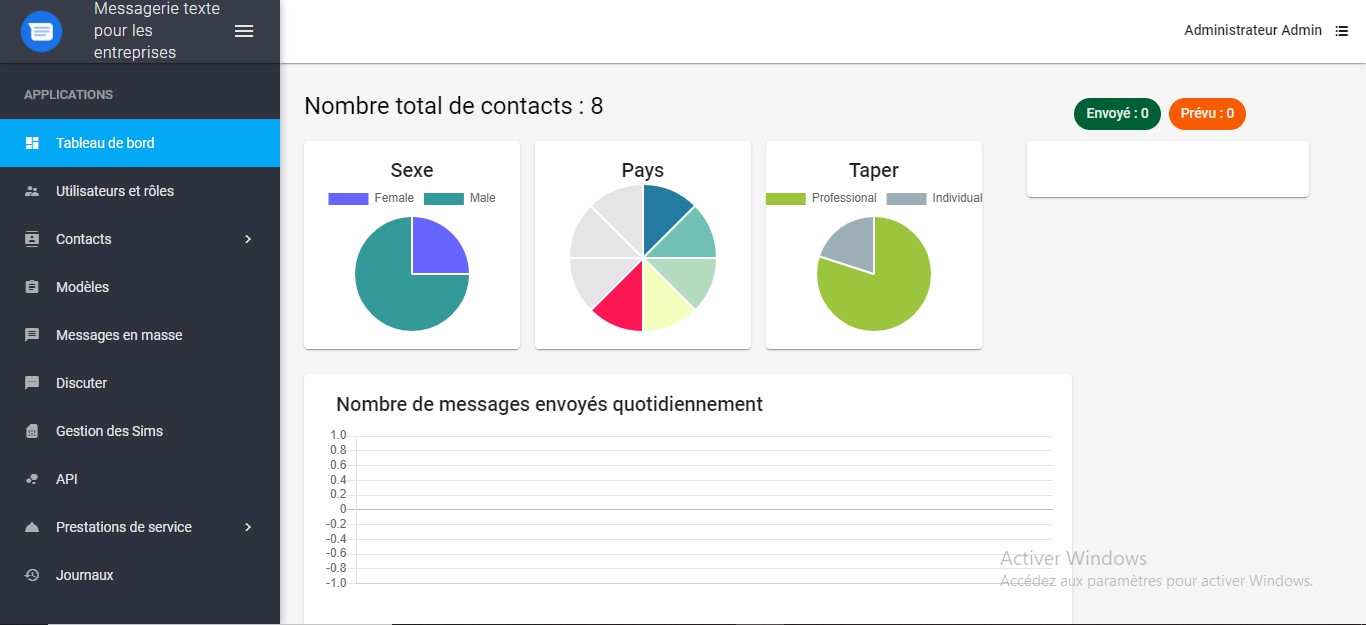 Messagerie texte
pour les
entreprises
Administrateur Admin
APPLICATIONS
Tableau de bord
Utilisateurs et rôles
Contacts
Modèles
Messages en masse
Discuter
Gestion des Sims
API
Prestations de service
Journaux
Nombre total de contacts : 8
Envoyé : 0
Prévu : 0
Sexe
Female Male
Pays
Taper
Professional Individual
Nombre de messages envoyés quotidiennement
1.0
0.8
0.6
0.4
0.2
0
-0.2
-0.4
-0.6
-0.8
-1.0
Activer Windows
Accédez aux paramètres pour activer Windows.